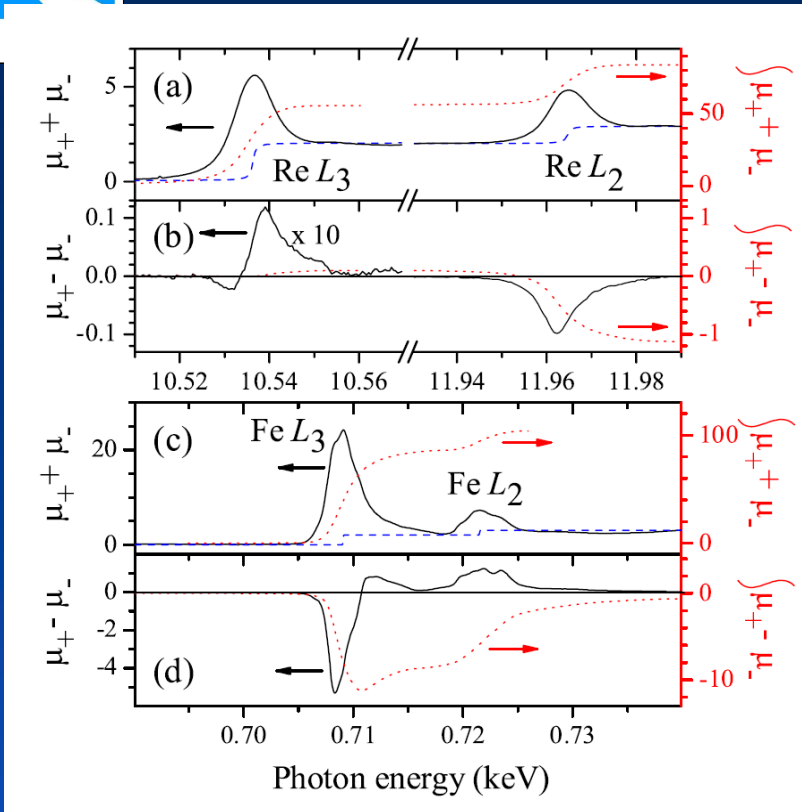 (a)
μ₊ + μ₋
5
0
Re L₃
Re L₂
50
0
∫(μ₊ + μ₋)
(b)
x 10
μ₊ - μ₋
0.1
0.0
-0.1
1
0
-1
∫(μ₊ - μ₋)
10.52 10.54 10.56 11.94 11.96 11.98
(c)
Fe L₃
Fe L₂
μ₊ + μ₋
20
0
100
0
∫(μ₊ + μ₋)
(d)
μ₊ - μ₋
0
-2
-4
0
-10
∫(μ₊ - μ₋)
0.70 0.71 0.72 0.73
Photon energy (keV)